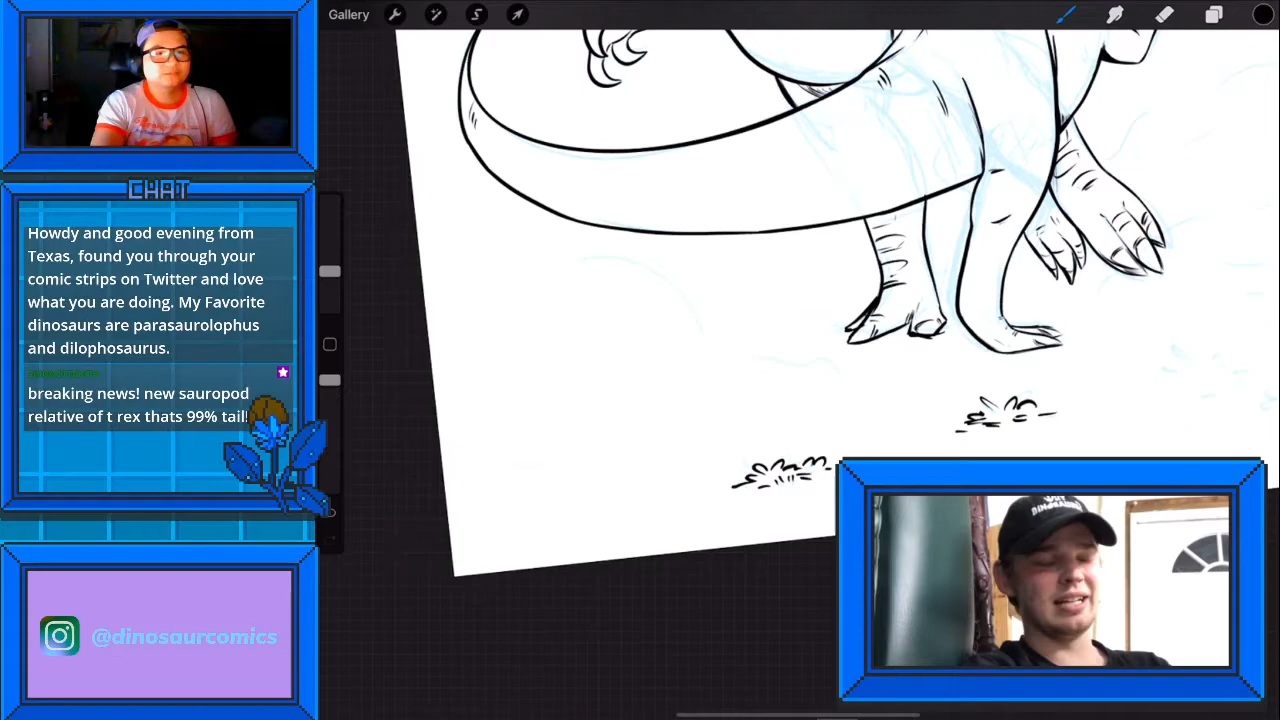 Gallery
CHAT
Howdy and good evening from
Texas, found you through your
comic strips on Twitter and love
what you are doing. My Favorite
dinosaurs are parasaurolophus
and dilophosaurus.
breaking news! new sauropod
relative of t rex thats 99% tail!
@dinosaurcomics